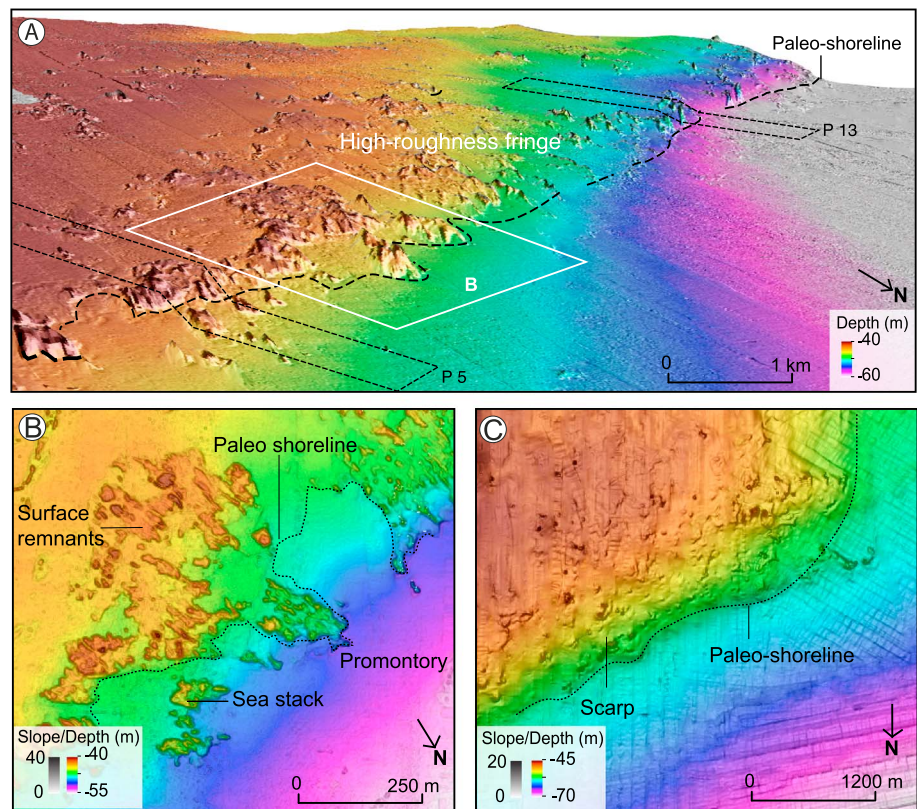 A
Paleo-shoreline
P 13
High-roughness fringe
B
N
P 5
Depth (m)
-40
-60
0 1 km
B
Paleo shoreline
Surface
remnants
Promontory
Sea stack
Slope/Depth (m)
40 -40
0 -55
N
0 250 m
C
Paleo-shoreline
Scarp
Slope/Depth (m)
20 -45
0 -70
N
0 1200 m